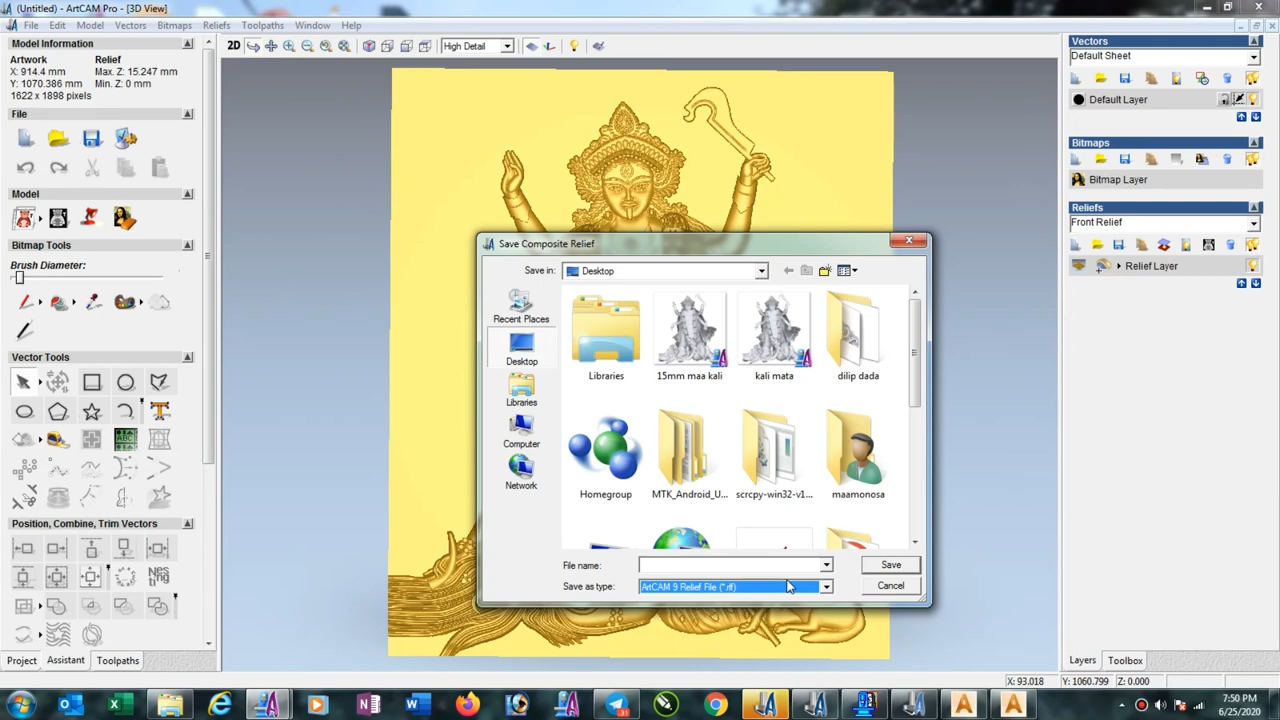 (Untitled) - ArtCAM Pro - [3D View]
File Edit Model Vectors Bitmaps Reliefs Toolpaths Window Help
Model Information
Artwork Relief
X: 914.4 mm Max. Z: 15.247 mm
Y: 1070.386 mm Min. Z: 0 mm
1622 x 1898 pixels
File
Model
Bitmap Tools
Brush Diameter:
Vector Tools
Position, Combine, Trim Vectors
NES
TING
Project Assistant Toolpaths
2D High Detail
Save Composite Relief
Save in: Desktop
Recent Places
Desktop
Libraries
Computer
Network
Libraries 15mm maa kali kali mata dilip dada
Homegroup MTK_Android_U... scrcpy-win32-v1... maamonosa
File name: Save
Save as type: ArtCAM 9 Relief File (*.rlf) Cancel
Vectors
Default Sheet
Default Layer
Bitmaps
Bitmap Layer
Reliefs
Front Relief
Relief Layer
Layers Toolbox
X: 93.018 Y: 1060.799 Z: 0.000
7:50 PM
6/25/2020